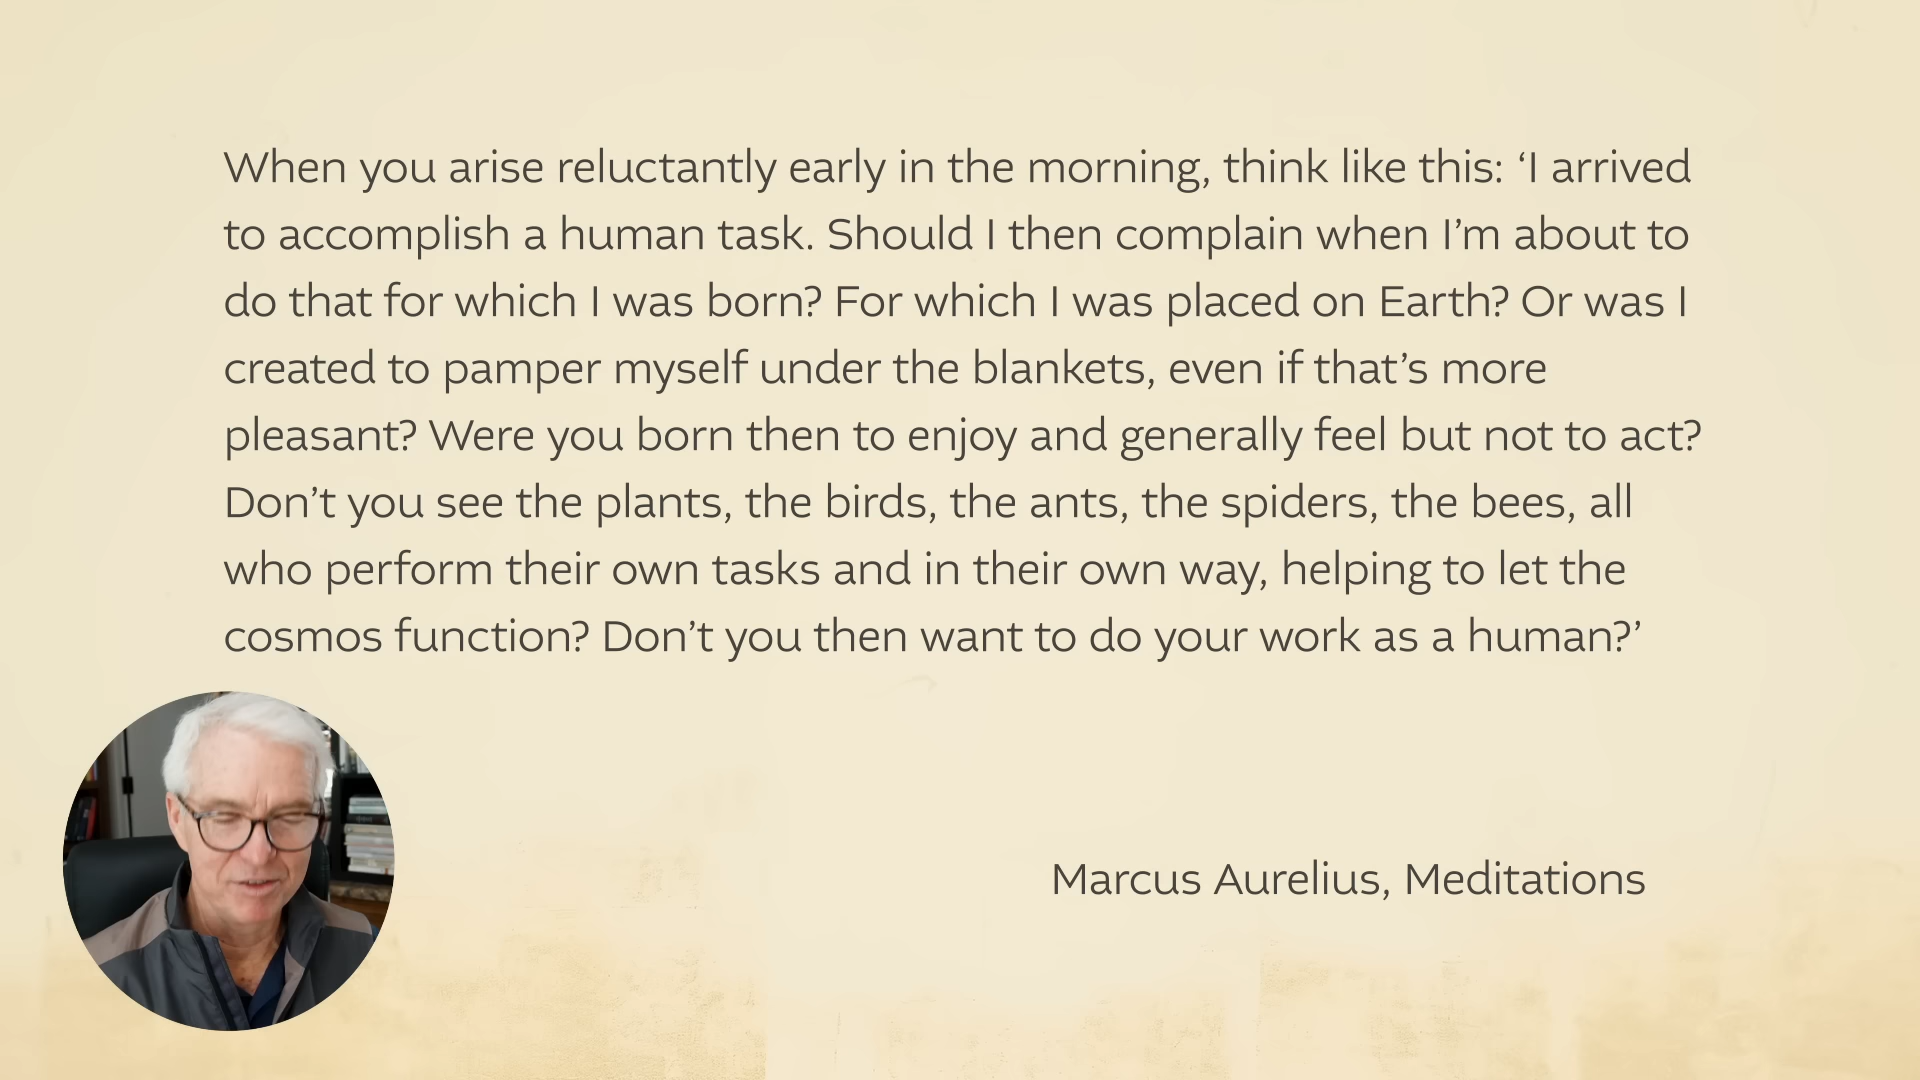 When you arise reluctantly early in the morning, think like this: ‘I arrived
to accomplish a human task. Should I then complain when I’m about to
do that for which I was born? For which I was placed on Earth? Or was I
created to pamper myself under the blankets, even if that’s more
pleasant? Were you born then to enjoy and generally feel but not to act?
Don’t you see the plants, the birds, the ants, the spiders, the bees, all
who perform their own tasks and in their own way, helping to let the
cosmos function? Don’t you then want to do your work as a human?’
Marcus Aurelius, Meditations